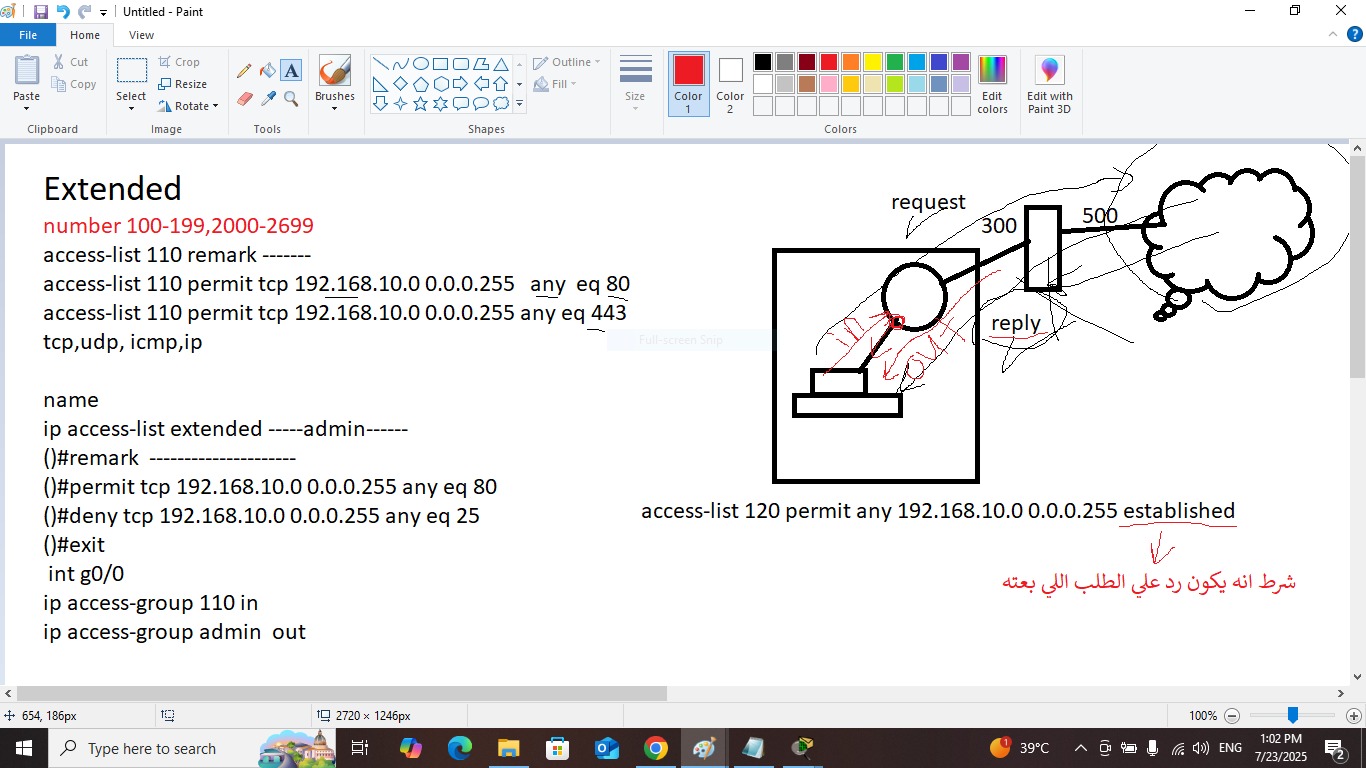 Untitled - Paint
File
Home
View
Paste
Cut
Copy
Clipboard
Select
Crop
Resize
Rotate
Image
Tools
Brushes
Shapes
Outline
Fill
Size
Color 1
Color 2
Edit colors
Colors
Edit with Paint 3D
Extended
number 100-199,2000-2699
access-list 110 remark -------
access-list 110 permit tcp 192.168.10.0 0.0.0.255 any eq 80
access-list 110 permit tcp 192.168.10.0 0.0.0.255 any eq 443
tcp,udp, icmp,ip
name
ip access-list extended -----admin------
()#remark ---------------------
()#permit tcp 192.168.10.0 0.0.0.255 any eq 80
()#deny tcp 192.168.10.0 0.0.0.255 any eq 25
()#exit
int g0/0
ip access-group 110 in
ip access-group admin out
request
300
500
reply
IN
OUT
Full-screen Snip
access-list 120 permit any 192.168.10.0 0.0.0.255 established
شرط انه يكون رد علي الطلب اللي بعته
654, 186px
2720 × 1246px
100%
Type here to search
39°C
ENG
1:02 PM
7/23/2025
1
2